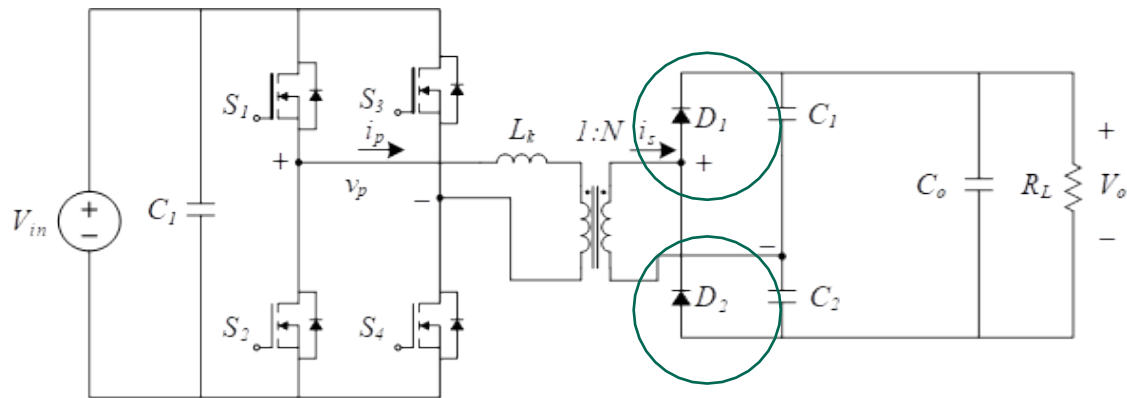 S1
S3
ip
Lk
1:N
is
D1
C1
+
vp
−
+
Vin
+
−
C1
Co
RL
+
Vo
−
−
S2
S4
D2
C2